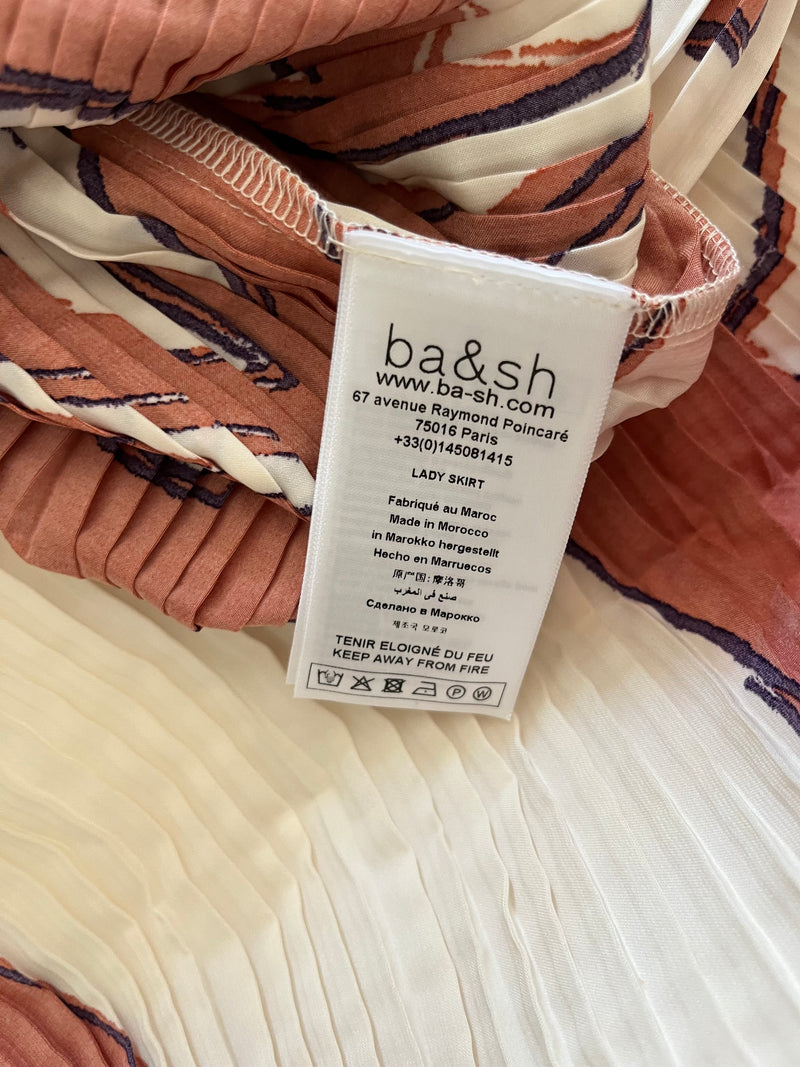 ba&sh
www.ba-sh.com
67 avenue Raymond Poincaré
75016 Paris
+33(0)145081415
LADY SKIRT
Fabriqué au Maroc
Made in Morocco
in Marokko hergestellt
Hecho en Marruecos
原产国: 摩洛哥
صنع في المغرب
Сделано в Марокко
제조국 모로코
TENIR ELOIGNÉ DU FEU
KEEP AWAY FROM FIRE
P W